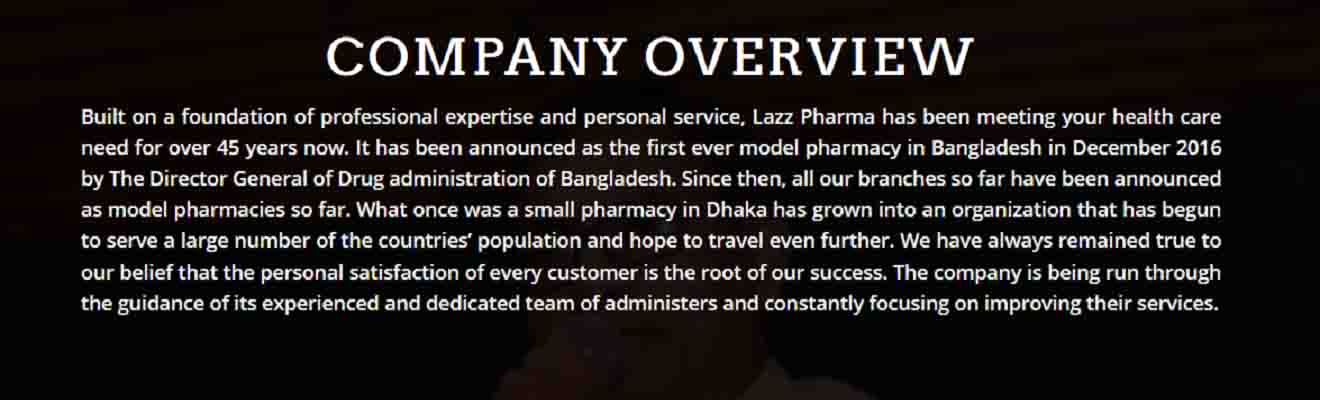 COMPANY OVERVIEW
Built on a foundation of professional expertise and personal service, Lazz Pharma has been meeting your health care
need for over 45 years now. It has been announced as the first ever model pharmacy in Bangladesh in December 2016
by The Director General of Drug administration of Bangladesh. Since then, all our branches so far have been announced
as model pharmacies so far. What once was a small pharmacy in Dhaka has grown into an organization that has begun
to serve a large number of the countries’ population and hope to travel even further. We have always remained true to
our belief that the personal satisfaction of every customer is the root of our success. The company is being run through
the guidance of its experienced and dedicated team of administers and constantly focusing on improving their services.